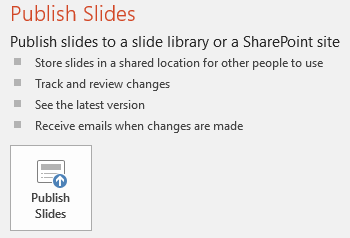 Publish Slides
Publish slides to a slide library or a SharePoint site
Store slides in a shared location for other people to use
Track and review changes
See the latest version
Receive emails when changes are made
Publish
Slides